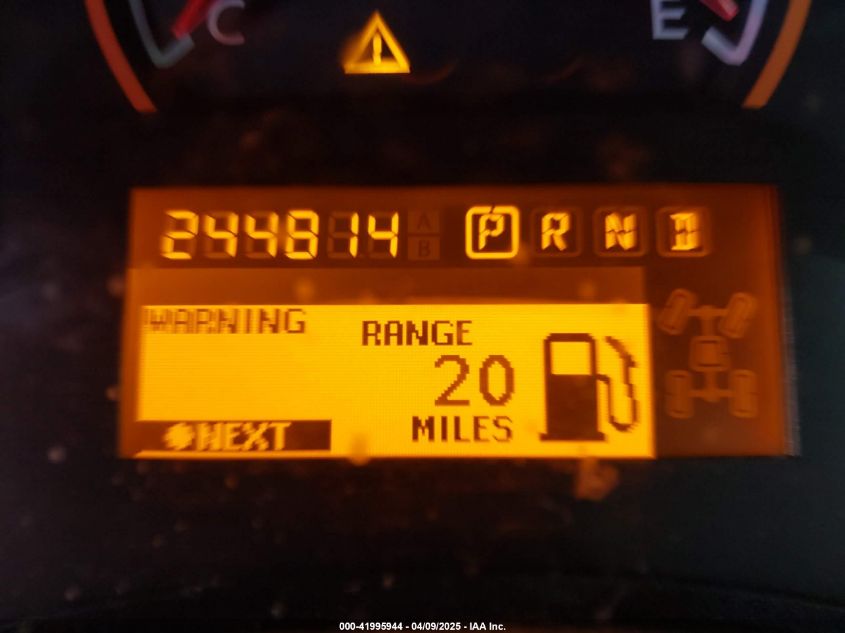 C E
244814 A P R N D
B
WARNING
RANGE
20
NEXT
MILES
000-41995944 - 04/09/2025 - IAA Inc.